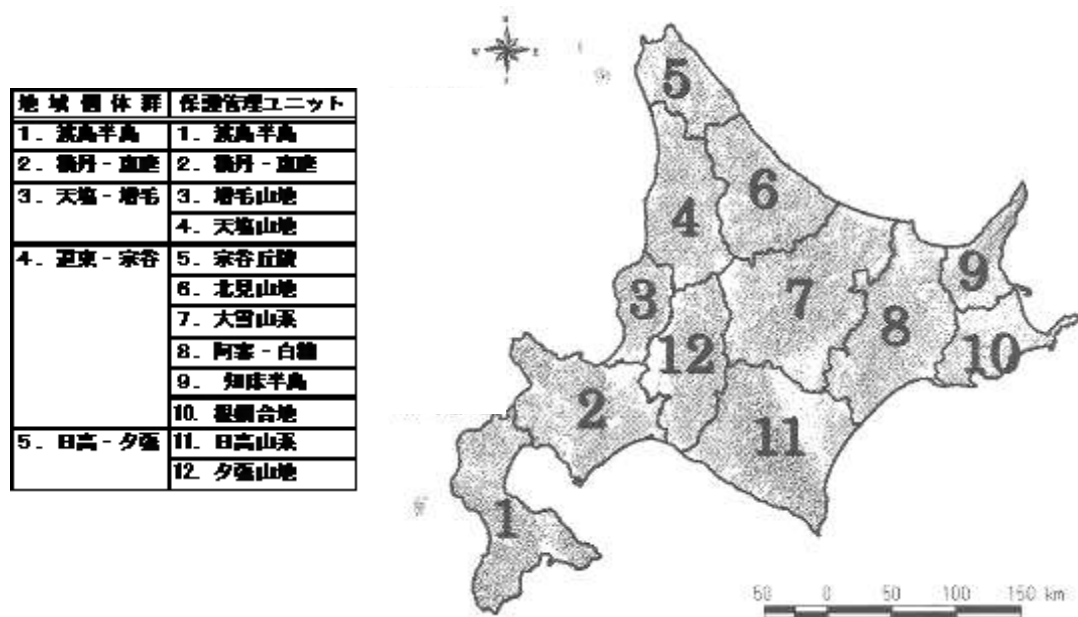 地域個体群 保護管理ユニット
1. 渡島半島 1. 渡島半島
2. 積丹-恵庭 2. 積丹-恵庭
3. 天塩-増毛 3. 増毛山地
4. 天塩山地
4. 道東-宗谷 5. 宗谷丘陵
6. 北見山地
7. 大雪山系
8. 阿寒-白糠
9. 知床半島
10. 根釧台地
5. 日高-夕張 11. 日高山系
12. 夕張山地
N
W E
S
5
6
4
9
3
7
8
12
10
2
11
1
50 0 50 100 150 km